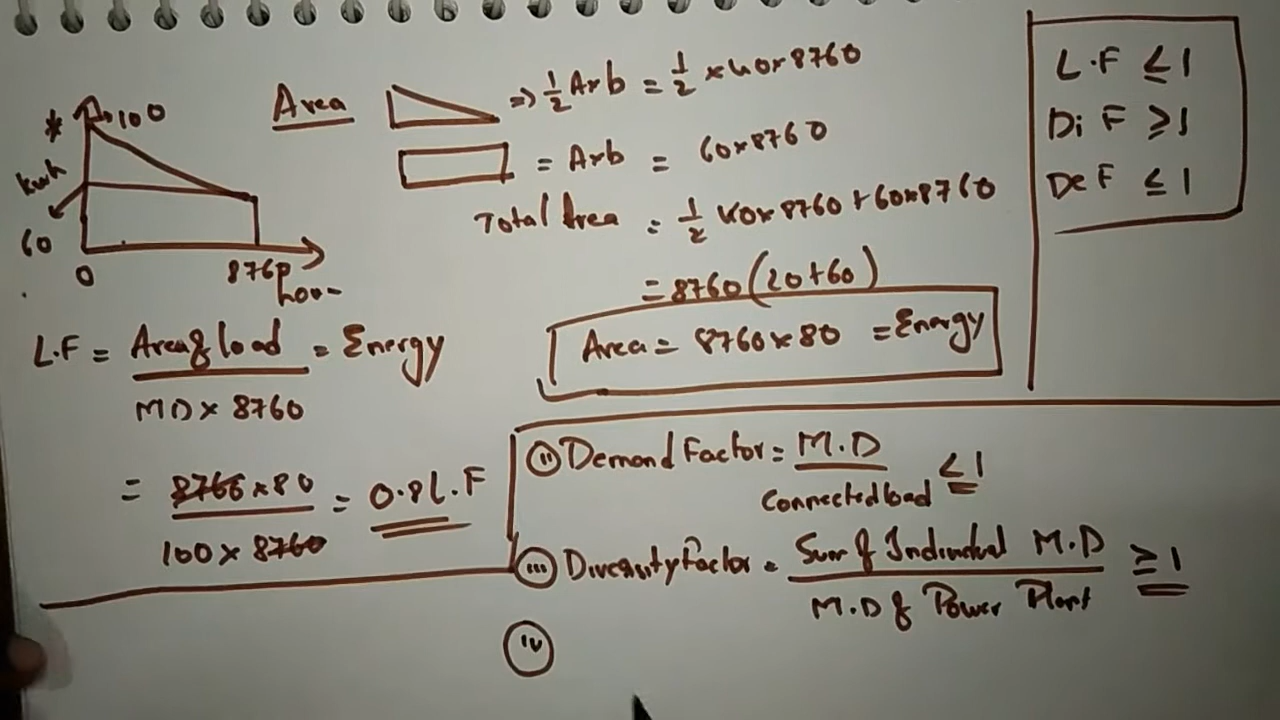 * 100
kwh
60
0
8760
hour
Area
⇒ 1/2 A×b = 1/2 × 40 × 8760
= A×b = 60×8760
Total Area = 1/2 ×40× 8760 + 60×8760
= 8760 (20+60)
Area = 8760×80 = Energy
L.F ≤ 1
Di F ≥ 1
De F ≤ 1
L.F = Area of load / MD × 8760 = Energy
= 8766×80 / 100 × 8760 = 0.8 L.F
(ii) Demand Factor = M.D / Connected load ≤ 1
(iii) Diversity Factor = Sum of Individual M.D / M.D of Power Plant ≥ 1
(iv)